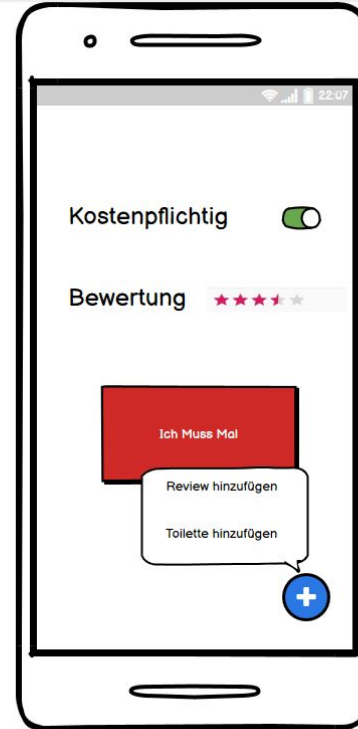 22:07
Kostenpflichtig
Bewertung
Ich Muss Mal
Review hinzufügen
Toilette hinzufügen